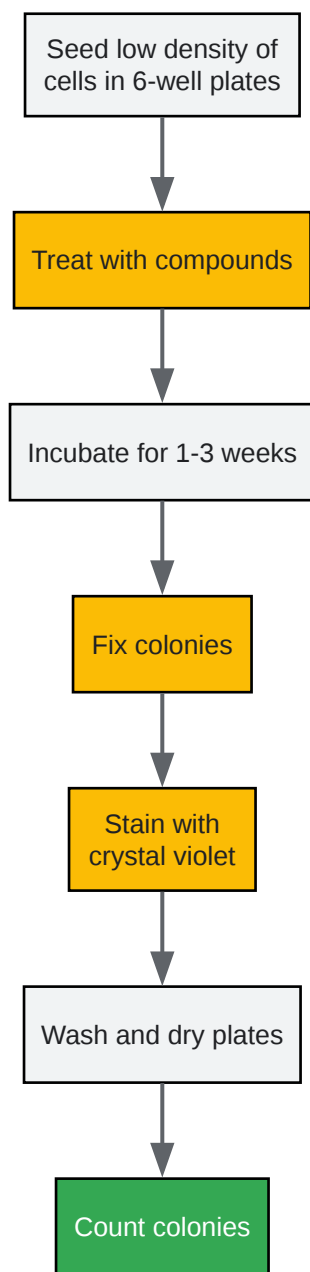 Seed low density of
cells in 6-well plates
Treat with compounds
Incubate for 1-3 weeks
Fix colonies
Stain with
crystal violet
Wash and dry plates
Count colonies